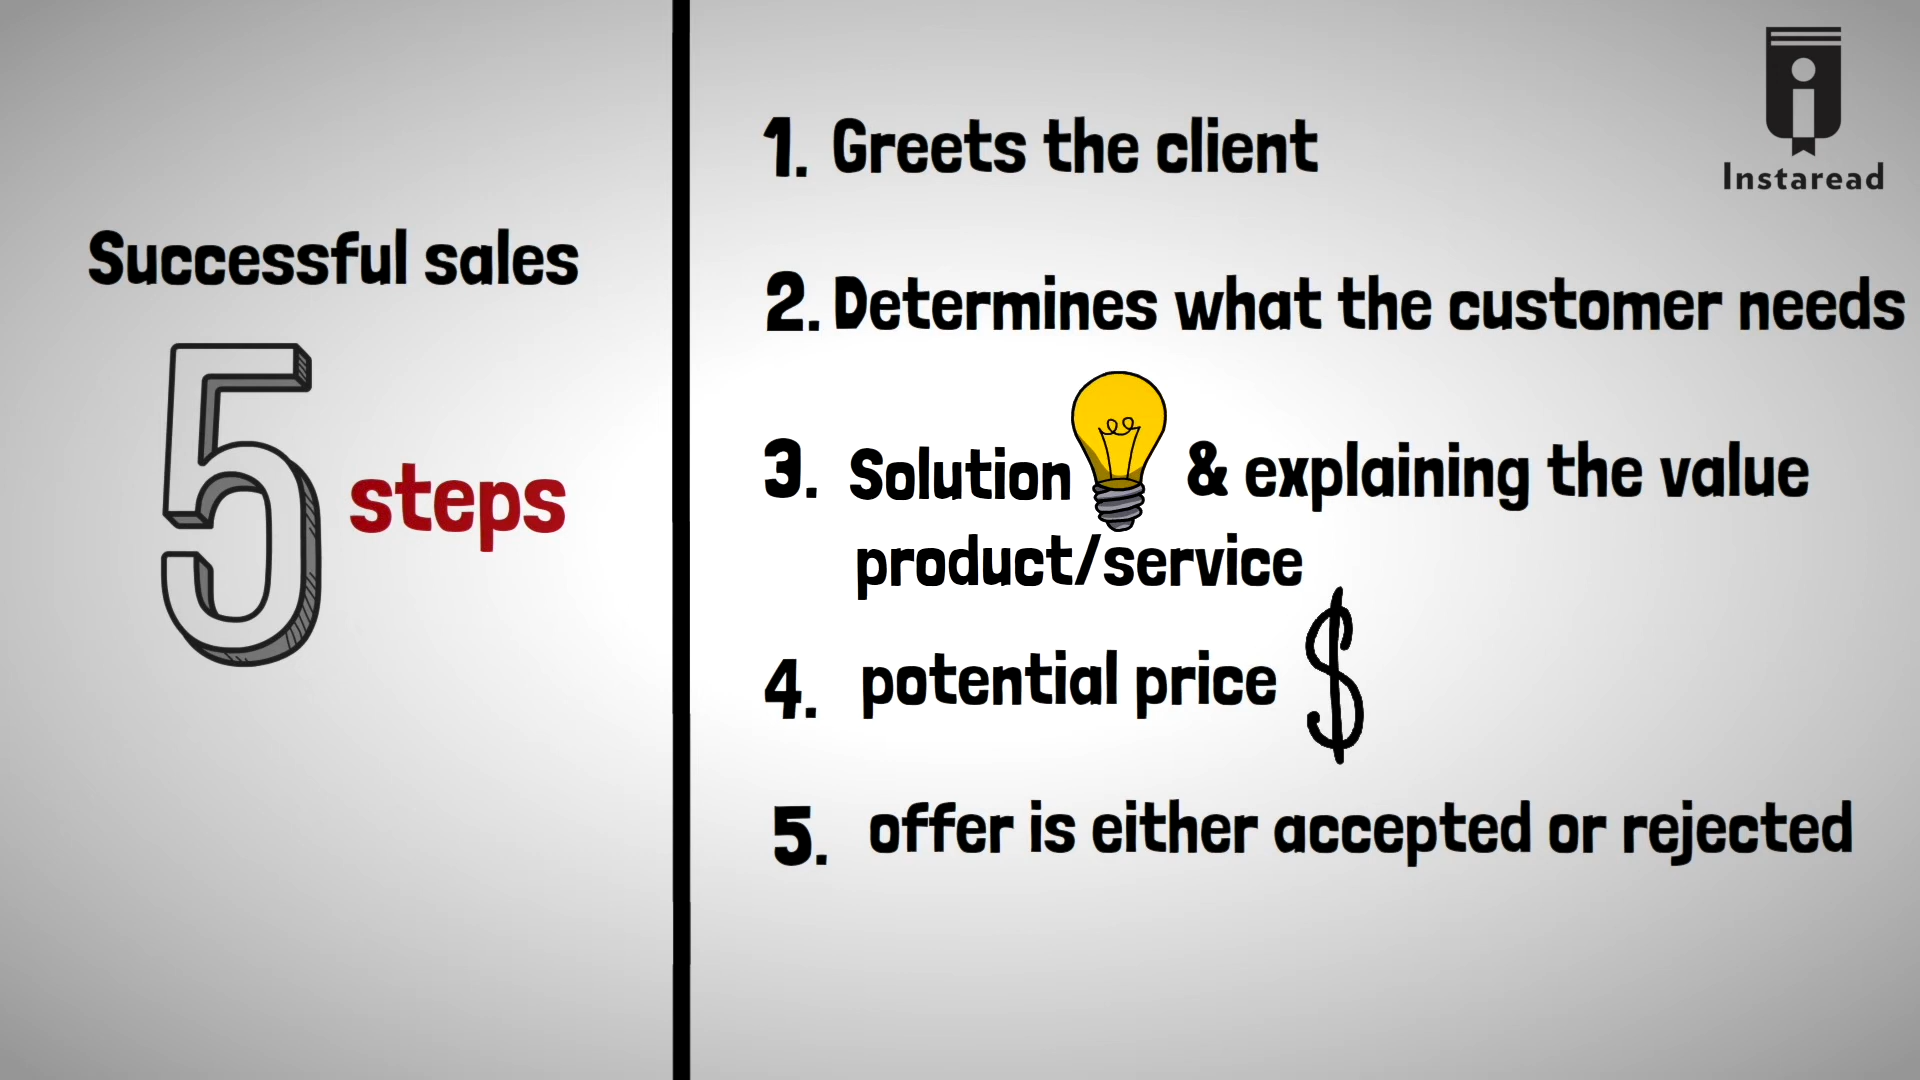 Successful sales
5 steps
1. Greets the client
2. Determines what the customer needs
3. Solution & explaining the value
product/service
4. potential price $
5. offer is either accepted or rejected
Instaread